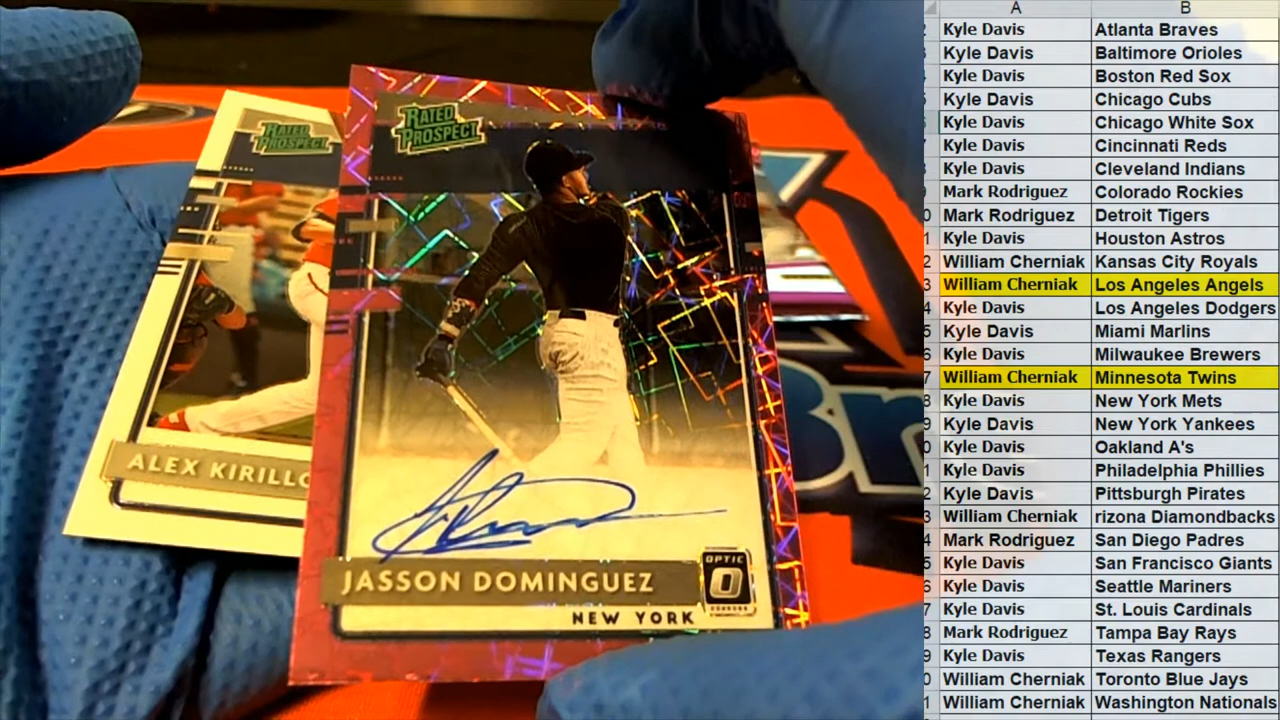 RATED
PROSPECT
RATED
PROSPECT
ALEX
JASSON DOMINGUEZ
NEW YORK
OPTIC
A B
Kyle Davis Atlanta Braves
Kyle Davis Baltimore Orioles
Kyle Davis Boston Red Sox
Kyle Davis Chicago Cubs
Kyle Davis Chicago White Sox
Kyle Davis Cincinnati Reds
Kyle Davis Cleveland Indians
Mark Rodriguez Colorado Rockies
Mark Rodriguez Detroit Tigers
Kyle Davis Houston Astros
William Cherniak Kansas City Royals
William Cherniak Los Angeles Angels
Kyle Davis Los Angeles Dodgers
Kyle Davis Miami Marlins
Kyle Davis Milwaukee Brewers
William Cherniak Minnesota Twins
Kyle Davis New York Mets
Kyle Davis New York Yankees
Kyle Davis Oakland A's
Kyle Davis Philadelphia Phillies
Kyle Davis Pittsburgh Pirates
William Cherniak rizona Diamondbacks
Mark Rodriguez San Diego Padres
Kyle Davis San Francisco Giants
Kyle Davis Seattle Mariners
Kyle Davis St. Louis Cardinals
Mark Rodriguez Tampa Bay Rays
Kyle Davis Texas Rangers
William Cherniak Toronto Blue Jays
William Cherniak Washington Nationals